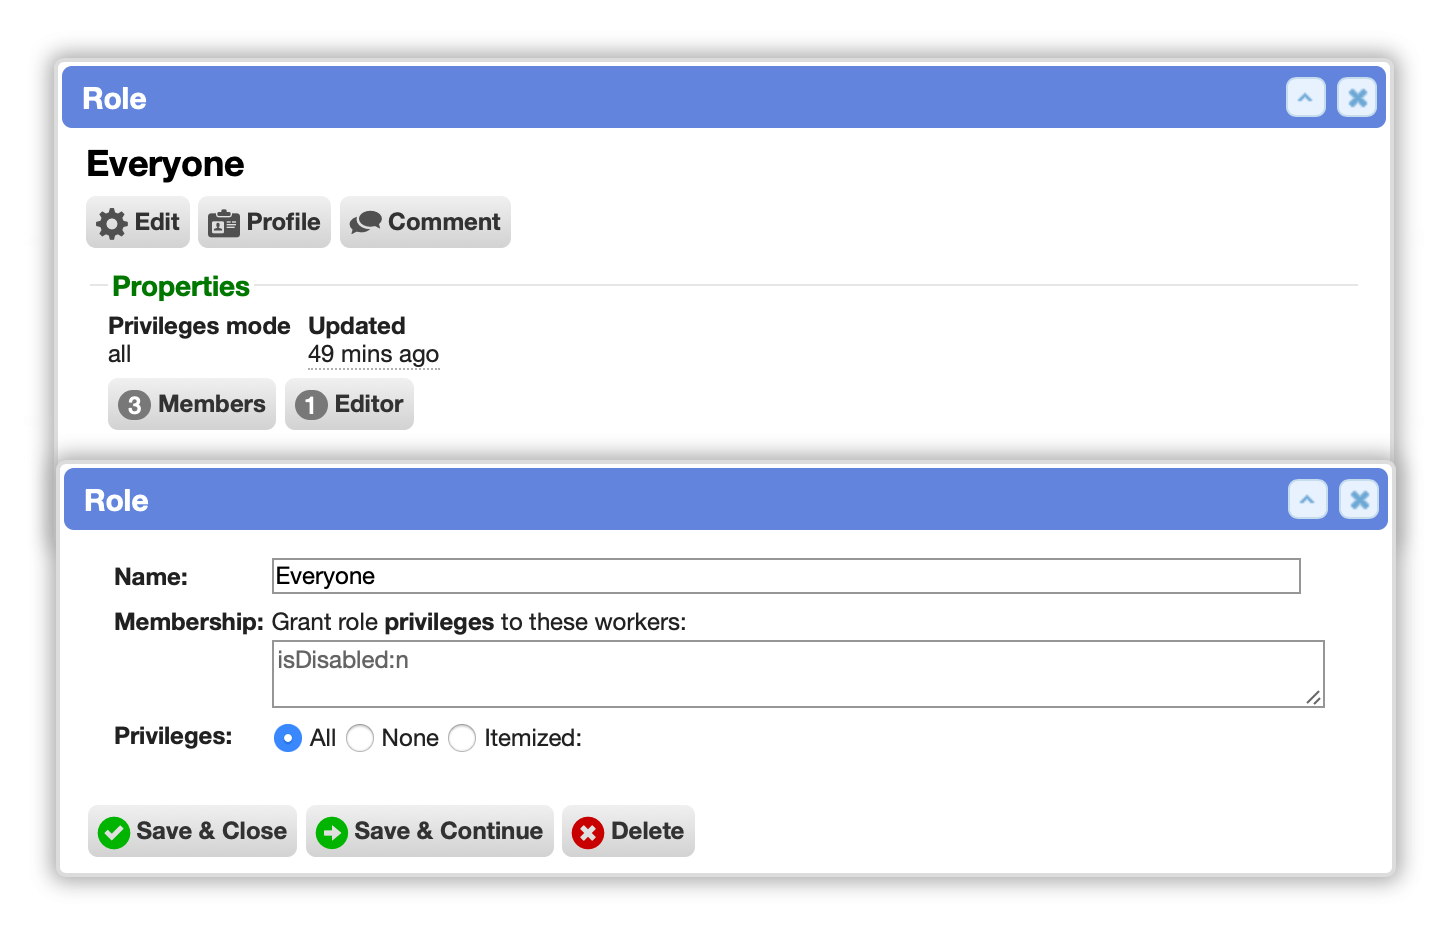 Role
Everyone
Edit Profile Comment
Properties
Privileges mode Updated
all 49 mins ago
3 Members 1 Editor
Role
Name: Everyone
Membership: Grant role privileges to these workers:
isDisabled:n
Privileges: All None Itemized:
Save & Close Save & Continue Delete